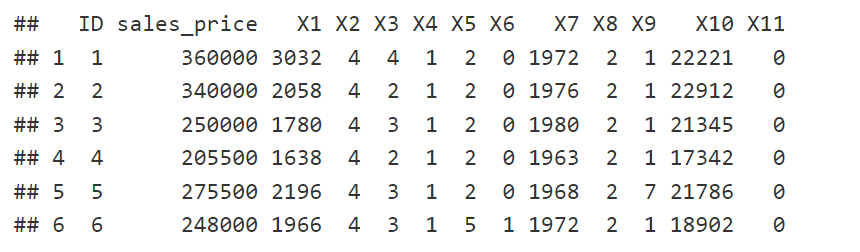 ##   ID sales_price   X1 X2 X3 X4 X5 X6   X7 X8 X9   X10 X11
## 1  1      360000 3032  4  4  1  2  0 1972  2  1 22221   0
## 2  2      340000 2058  4  2  1  2  0 1976  2  1 22912   0
## 3  3      250000 1780  4  3  1  2  0 1980  2  1 21345   0
## 4  4      205500 1638  4  2  1  2  0 1963  2  1 17342   0
## 5  5      275500 2196  4  3  1  2  0 1968  2  7 21786   0
## 6  6      248000 1966  4  3  1  5  1 1972  2  1 18902   0